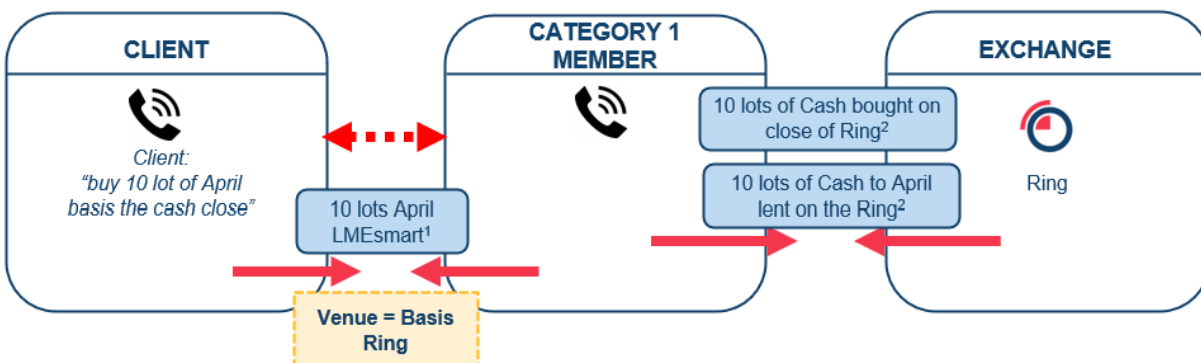 CLIENT
Client:
"buy 10 lot of April
basis the cash close"
10 lots April
LMEsmart¹
Venue = Basis
Ring
CATEGORY 1
MEMBER
10 lots of Cash bought on
close of Ring²
10 lots of Cash to April
lent on the Ring²
EXCHANGE
Ring